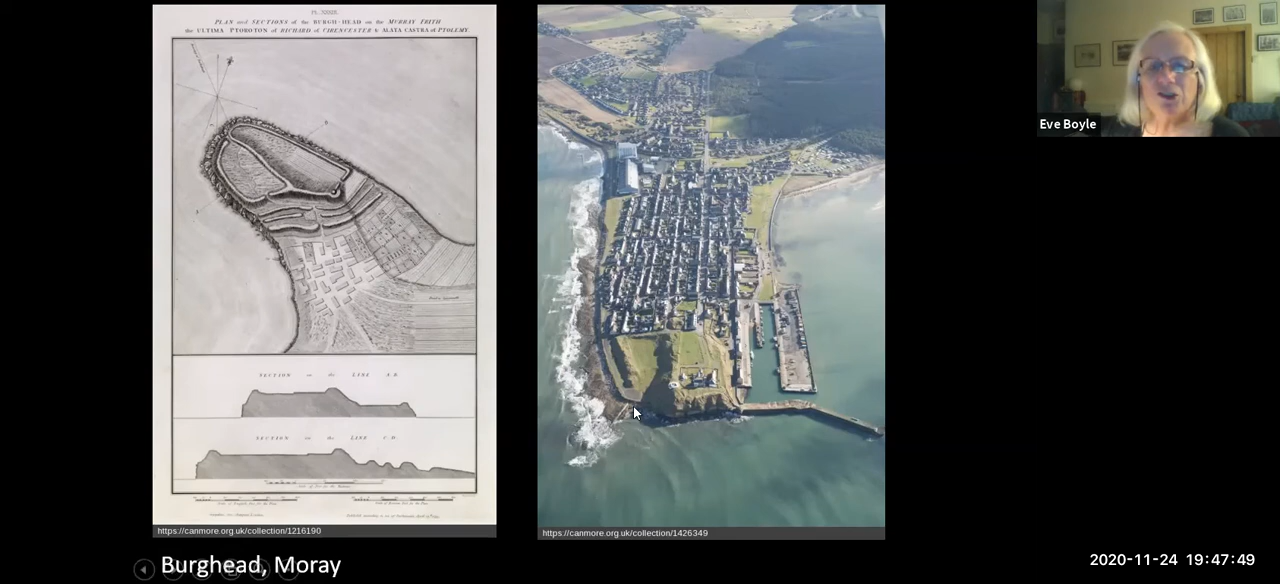 PLAN and SECTIONS of the BURGH-HEAD on the MURRAY FRITH
the ULTIMA PTOROTON of RICHARD of CIRENCESTER & ALATA CASTRA of PTOLEMY.
SECTION on the LINE A.B.
SECTION on the LINE C.D.
https://canmore.org.uk/collection/1216190
https://canmore.org.uk/collection/1426349
Eve Boyle
Burghead, Moray
2020-11-24 19:47:49